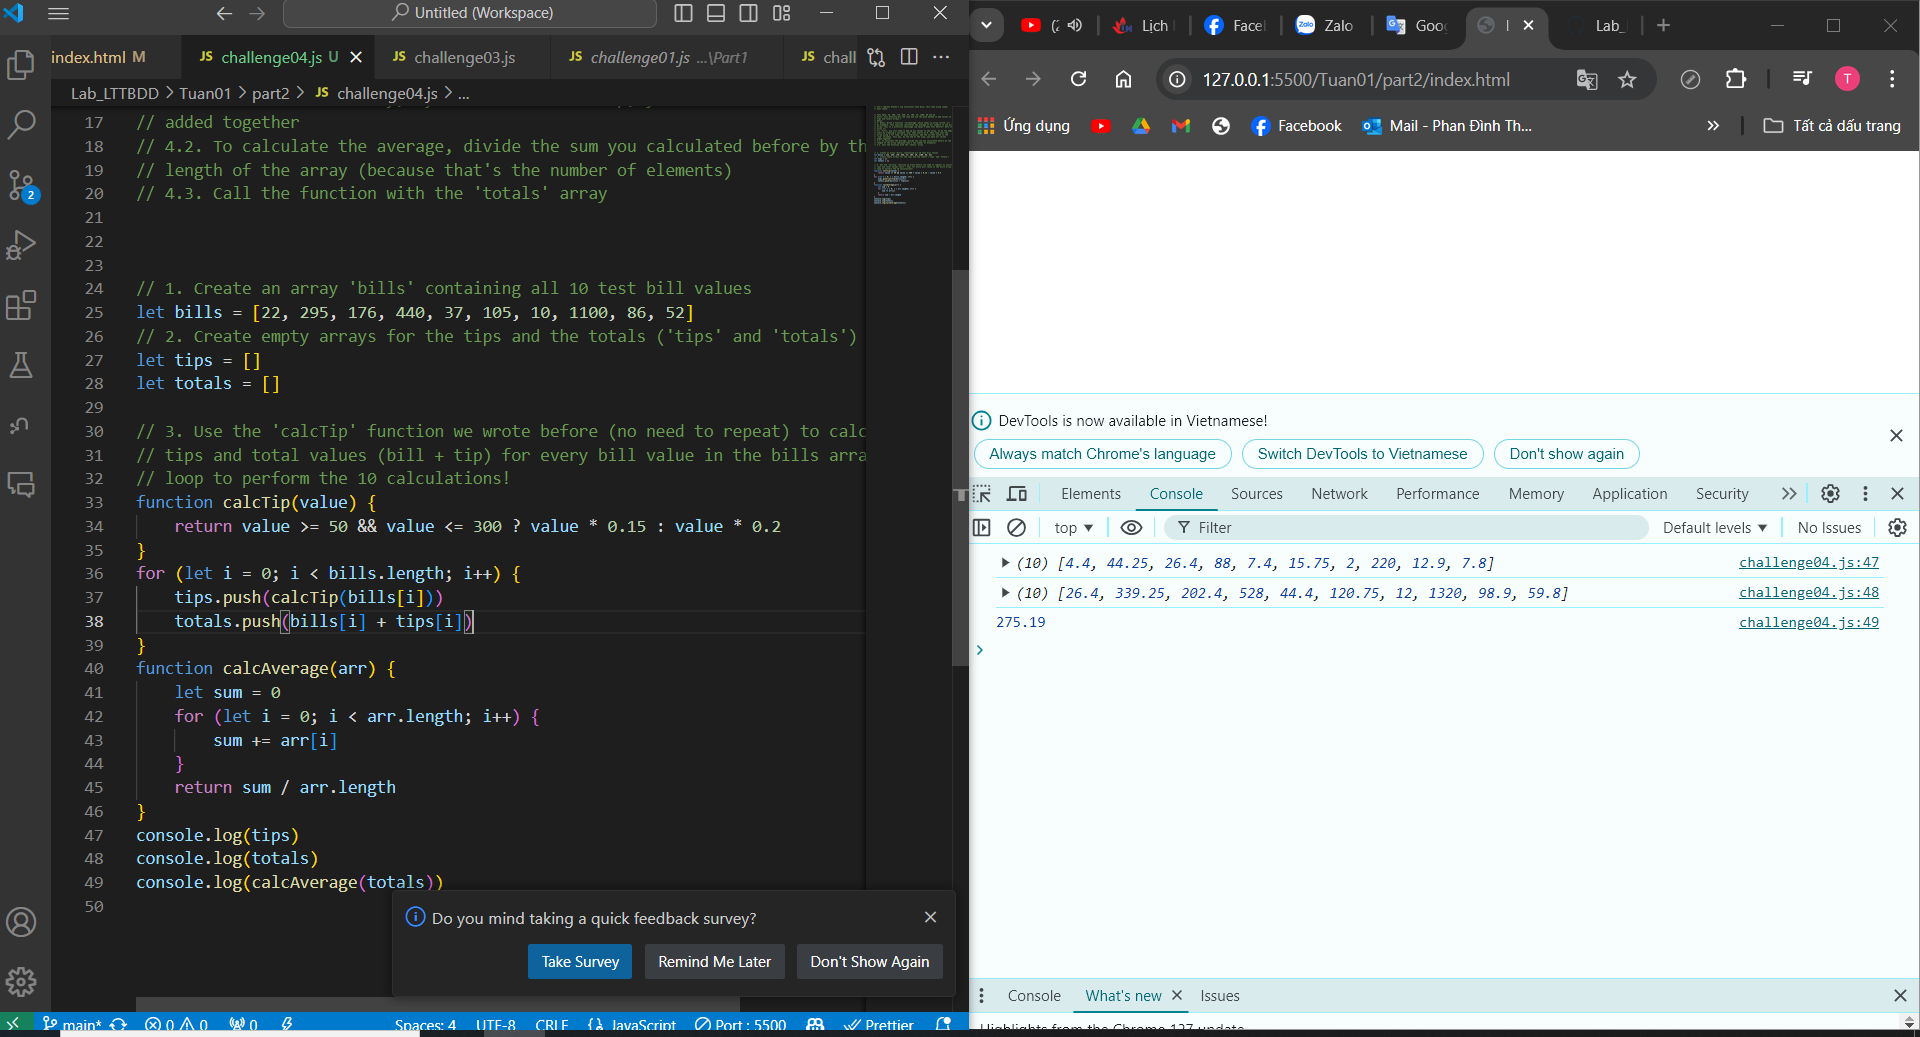 Untitled (Workspace)
index.html M
JS challenge04.js U
JS challenge03.js
JS challenge01.js ...\Part1
JS chall
Lab_LTTBDD > Tuan01 > part2 > JS challenge04.js > ...
17 // added together
18 // 4.2. To calculate the average, divide the sum you calculated before by th
19 // length of the array (because that's the number of elements)
20 // 4.3. Call the function with the 'totals' array
21
22
23
24 // 1. Create an array 'bills' containing all 10 test bill values
25 let bills = [22, 295, 176, 440, 37, 105, 10, 1100, 86, 52]
26 // 2. Create empty arrays for the tips and the totals ('tips' and 'totals')
27 let tips = []
28 let totals = []
29
30 // 3. Use the 'calcTip' function we wrote before (no need to repeat) to calc
31 // tips and total values (bill + tip) for every bill value in the bills arra
32 // loop to perform the 10 calculations!
33 function calcTip(value) {
34 return value >= 50 && value <= 300 ? value * 0.15 : value * 0.2
35 }
36 for (let i = 0; i < bills.length; i++) {
37 tips.push(calcTip(bills[i]))
38 totals.push(bills[i] + tips[i])
39 }
40 function calcAverage(arr) {
41 let sum = 0
42 for (let i = 0; i < arr.length; i++) {
43 sum += arr[i]
44 }
45 return sum / arr.length
46 }
47 console.log(tips)
48 console.log(totals)
49 console.log(calcAverage(totals))
50
2
Do you mind taking a quick feedback survey?
Take Survey Remind Me Later Don't Show Again
main* 0 0 0 Spaces: 4 UTF-8 CRLF {} JavaScript Port : 5500 Prettier
(2 Lịch Face Zalo Goo Lab_
127.0.0.1:5500/Tuan01/part2/index.html T
Ứng dụng Facebook Mail - Phan Đình Th... Tất cả dấu trang
DevTools is now available in Vietnamese!
Always match Chrome's language Switch DevTools to Vietnamese Don't show again
Elements Console Sources Network Performance Memory Application Security
top Filter Default levels No Issues
(10) [4.4, 44.25, 26.4, 88, 7.4, 15.75, 2, 220, 12.9, 7.8] challenge04.js:47
(10) [26.4, 339.25, 202.4, 528, 44.4, 120.75, 12, 1320, 98.9, 59.8] challenge04.js:48
275.19 challenge04.js:49
Console What's new Issues
Highlights from the Chrome 127 update